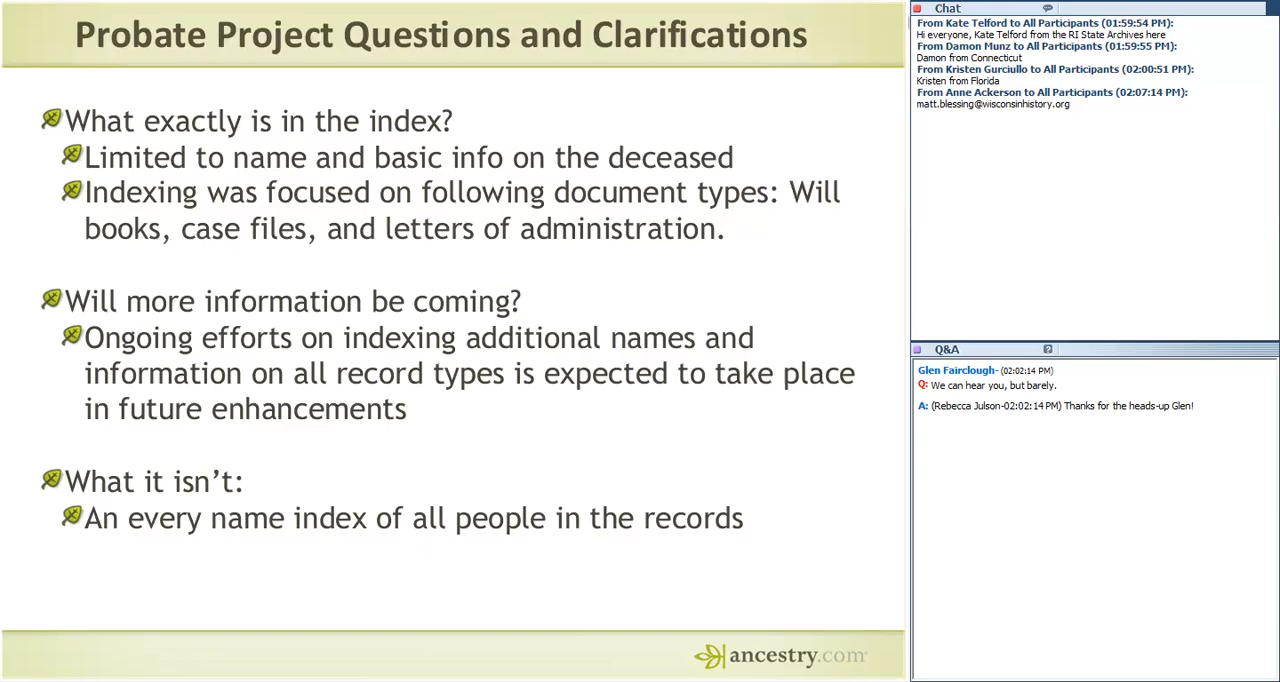 Probate Project Questions and Clarifications
What exactly is in the index?
Limited to name and basic info on the deceased
Indexing was focused on following document types: Will
books, case files, and letters of administration.
Will more information be coming?
Ongoing efforts on indexing additional names and
information on all record types is expected to take place
in future enhancements
What it isn’t:
An every name index of all people in the records
ancestry.com
Chat
From Kate Telford to All Participants (01:59:54 PM):
Hi everyone, Kate Telford from the RI State Archives here
From Damon Munz to All Participants (01:59:55 PM):
Damon from Connecticut
From Kristen Gurciullo to All Participants (02:00:51 PM):
Kristen from Florida
From Anne Ackerson to All Participants (02:07:14 PM):
matt.blessing@wisconsinhistory.org
Q&A
Glen Fairclough- (02:02:14 PM)
Q: We can hear you, but barely.
A: (Rebecca Julson-02:02:14 PM) Thanks for the heads-up Glen!